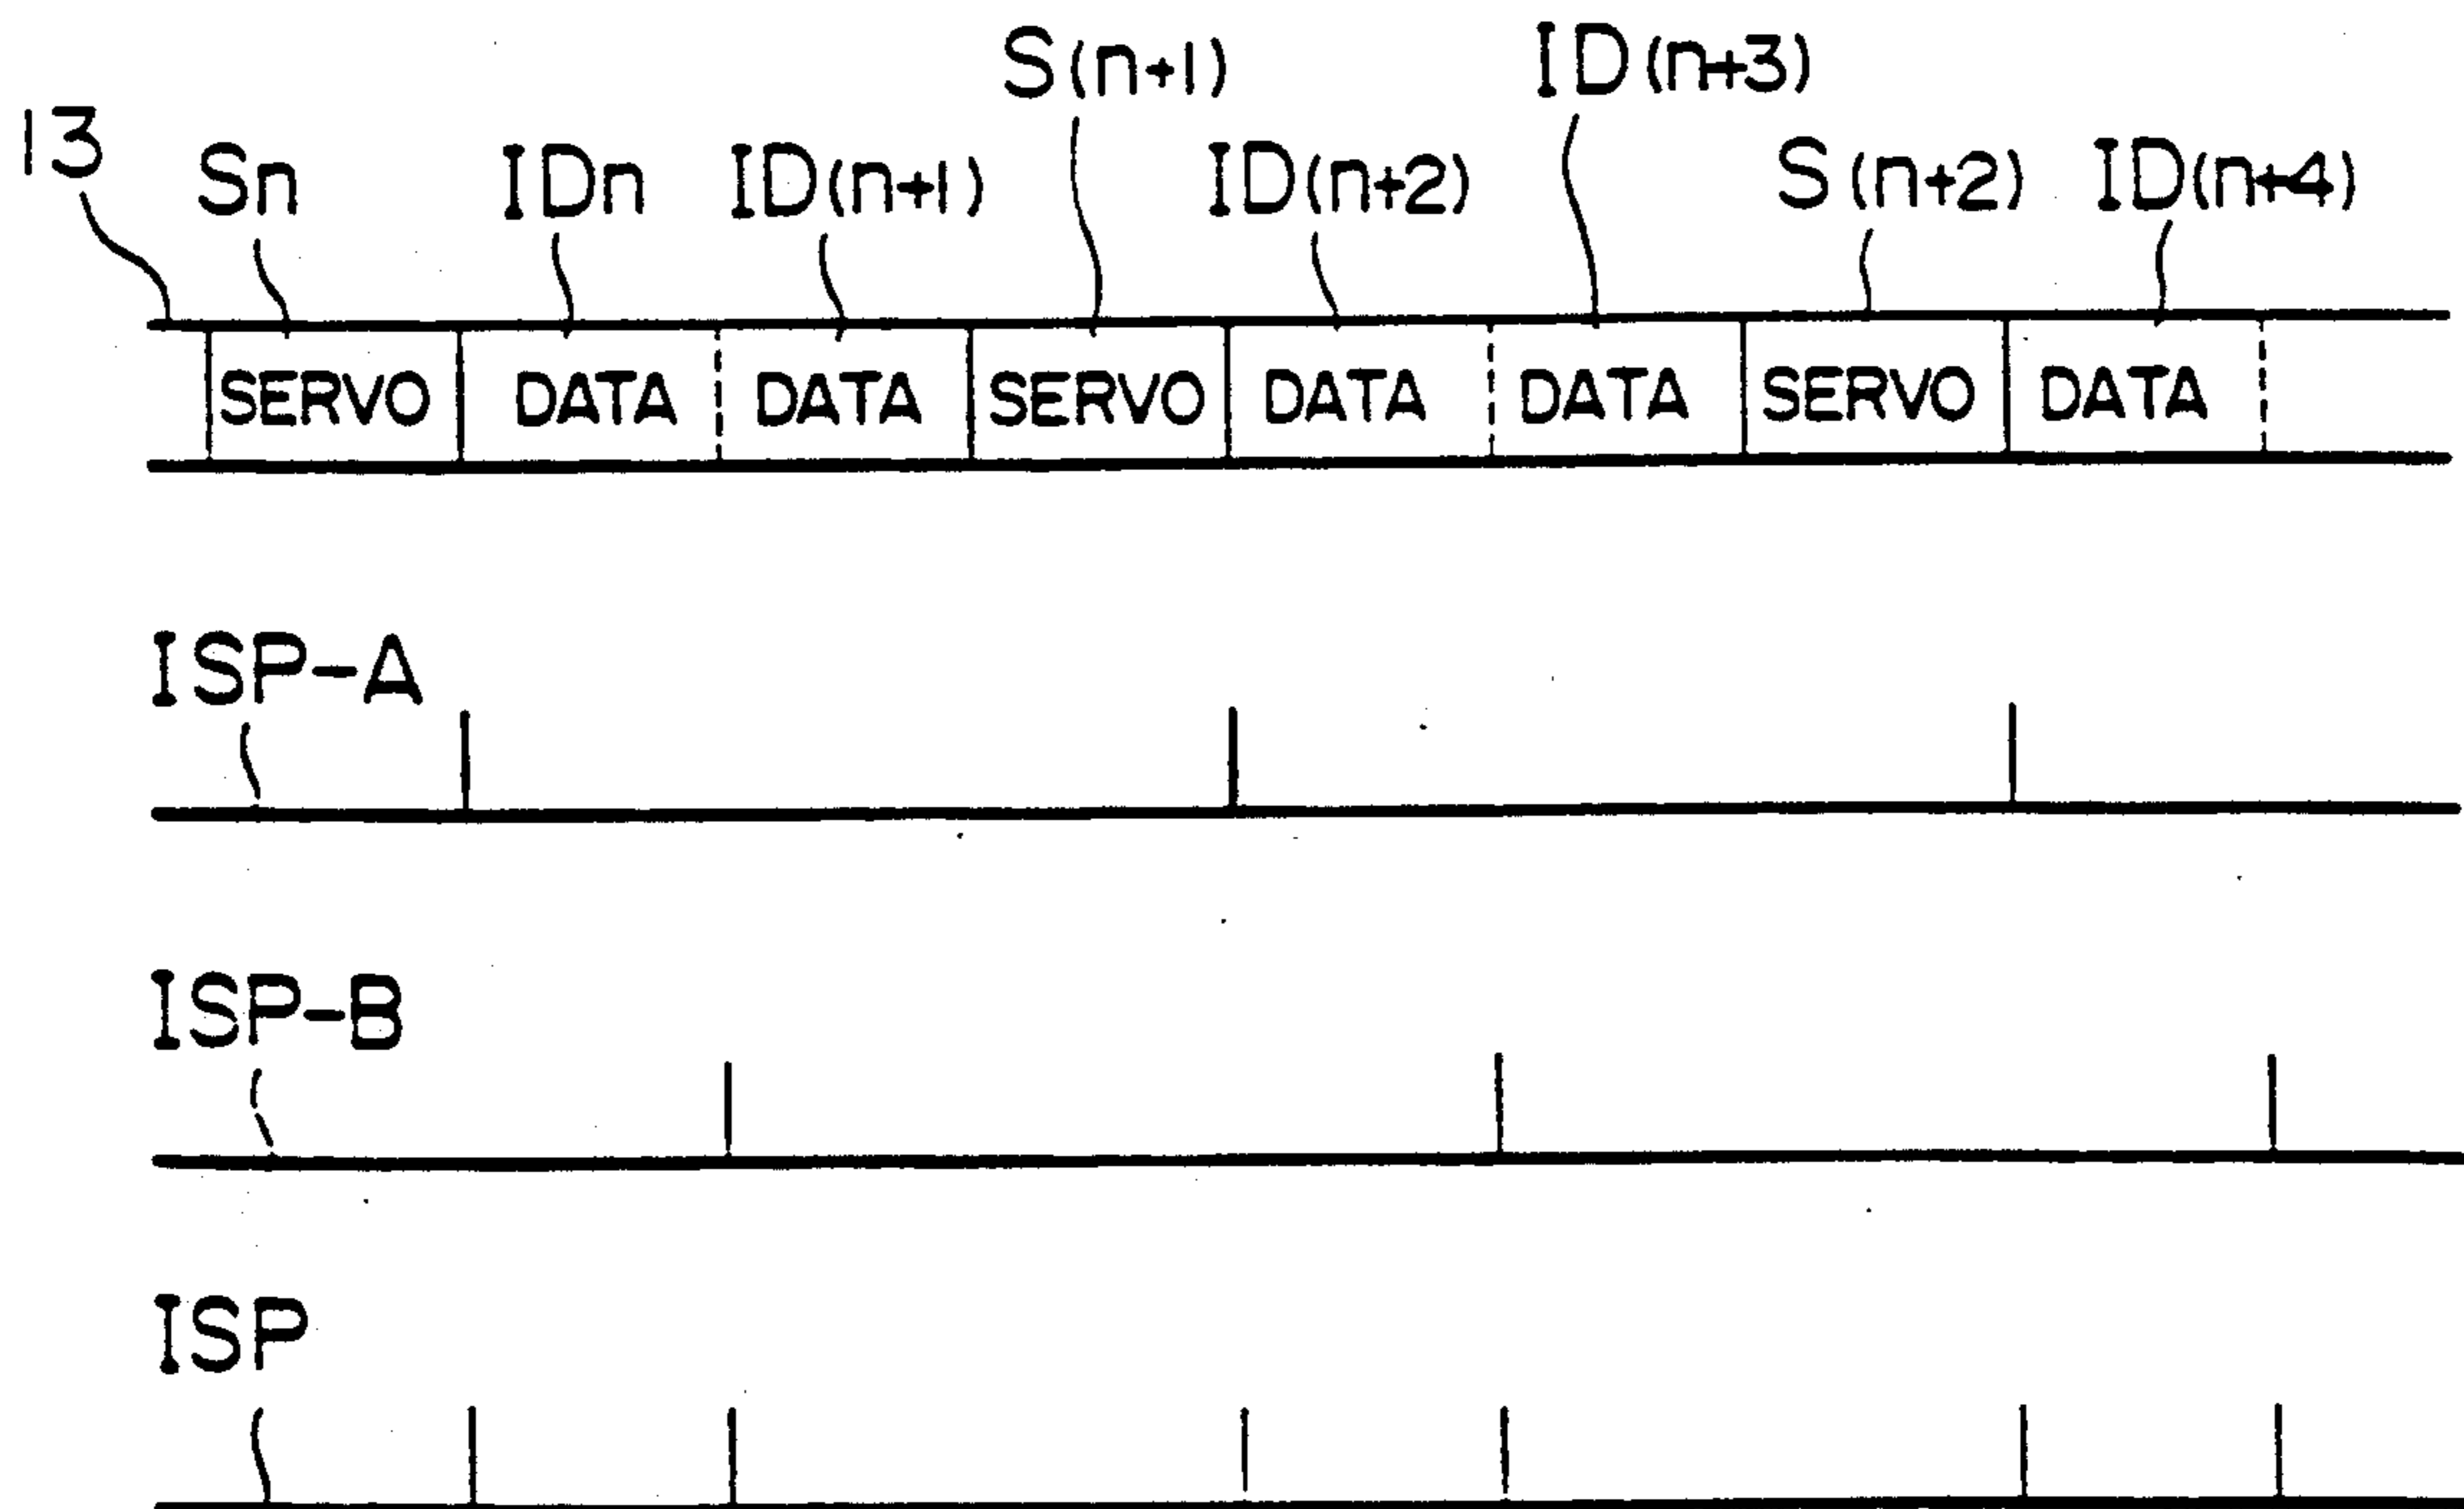 S(n+1) ID(n+3)
13 Sn IDn ID(n+1) ID(n+2) S(n+2) ID(n+4)
SERVO DATA DATA SERVO DATA DATA SERVO DATA
ISP-A
ISP-B
ISP